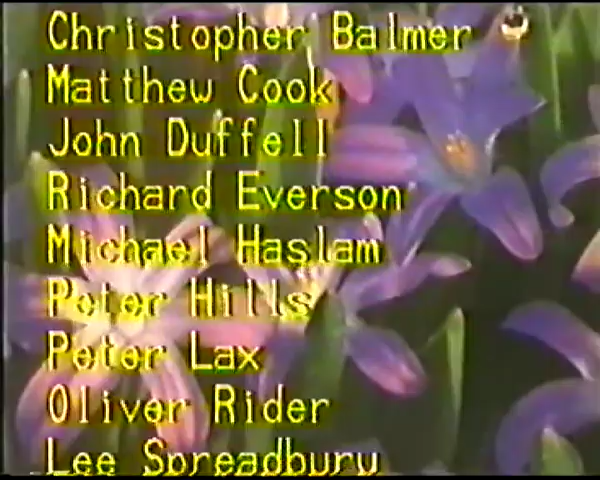 Christopher Balmer
Matthew Cook
John Duffell
Richard Everson
Michael Haslam
Peter Hills
Peter Lax
Oliver Rider
Lee Spreadbury